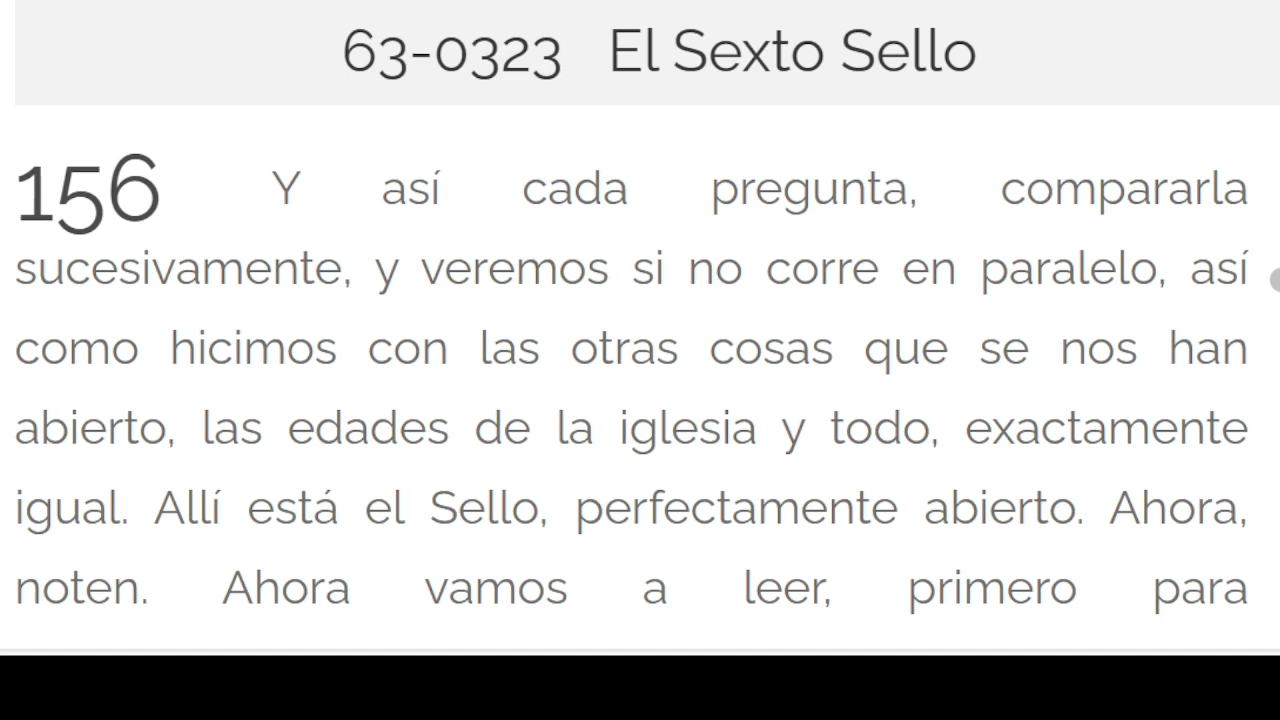 63-0323 El Sexto Sello
156 Y así cada pregunta, compararla
sucesivamente, y veremos si no corre en paralelo, así
como hicimos con las otras cosas que se nos han
abierto, las edades de la iglesia y todo, exactamente
igual. Allí está el Sello, perfectamente abierto. Ahora,
noten. Ahora vamos a leer, primero para